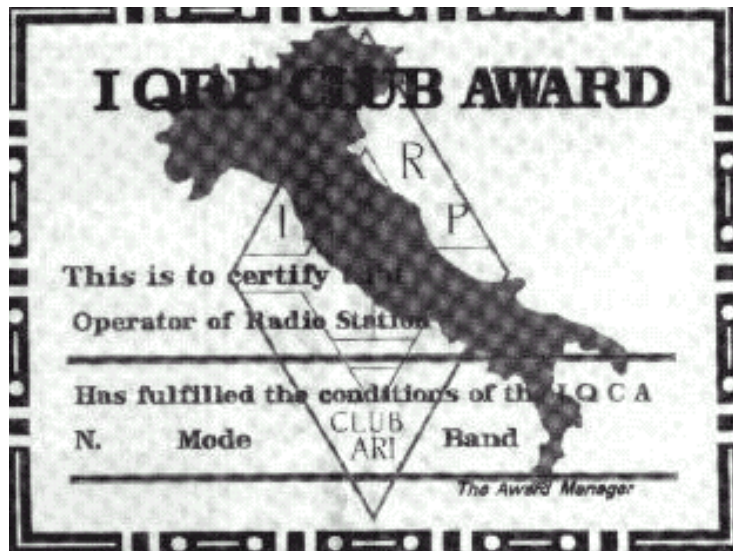 I QRP CLUB AWARD
R
I
P
This is to certify that
Operator of Radio Station
Has fulfilled the conditions of the I Q C A
CLUB
N. Mode Band
ARI
The Award Manager